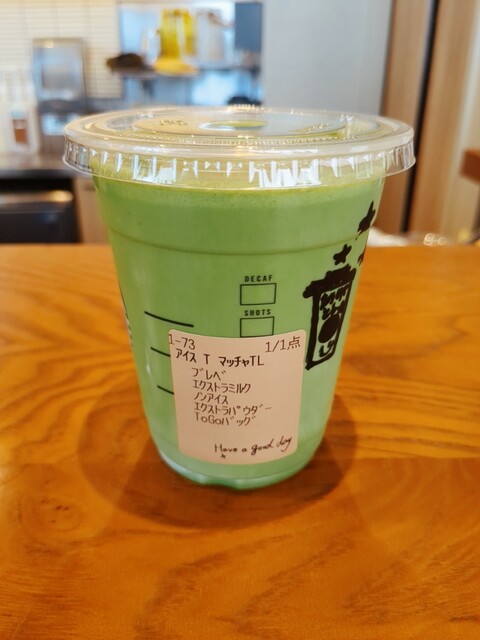 DECAF
SHOTS
1-73 1/1点
アイス T マッチャTL
ブレベ
エクストラミルク
ノンアイス
エクストラパウダー
ToGoバッグ
Have a good day